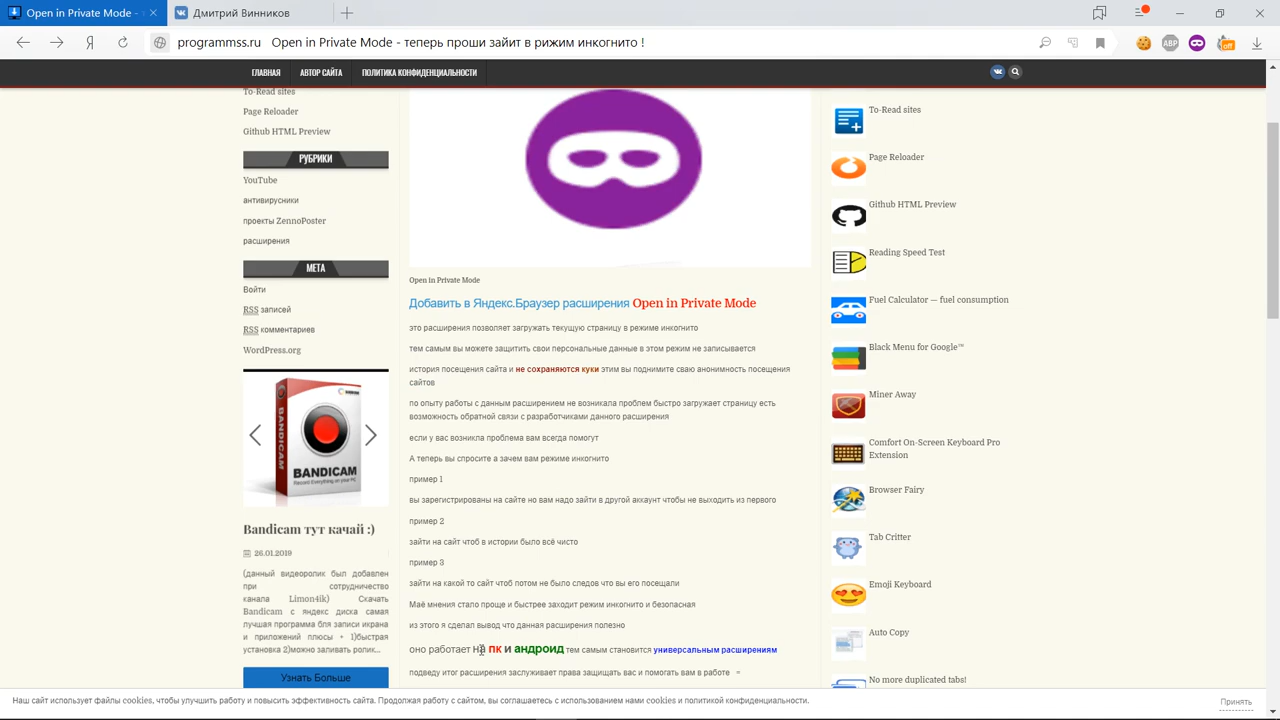 Open in Private Mode
Дмитрий Бойков
programmss.ru Open in Private Mode - теперь проши зайит в рижим инкогнито !
ABP
off
ГЛАВНАЯ АВТОР САЙТА ПОЛИТИКА КОНФИДЕНЦИАЛЬНОСТИ
To-Read sites
Page Reloader
Github HTML Preview
РУБРИКИ
YouTube
антивирусники
проекты ZennoPoster
расширения
МЕТА
Войти
RSS записей
RSS комментариев
WordPress.org
BANDICAM
BANDICAM
Record Everything on your PC
Bandicam тут качай :)
26.01.2019
(данный видеоролик был добавлен
при сотрудничество
канала Limon4ik) Скачать
Bandicam с яндекс диска самая
лучшая программа бля записи икрана
и приложений плюсы + 1)быстрая
установка 2)можно заливать ролик...
Узнать Больше
Open in Private Mode
Добавить в Яндекс.Браузер расширения Open in Private Mode
это расширения позволяет загружать текущую страницу в режиме инкогнито
тем самым вы можете защитить свои персональные данные в этом режим не записывается
история посещения сайта и не сохраняются куки этим вы поднимите сваю анонимность посещения
сайтов
по опыту работы с данным расширением не возникала проблем быстро загружает страницу есть
возможность обратной связи с разработчиками данного расширения
если у вас возникла проблема вам всегда помогут
А теперь вы спросите а зачем вам режиме инкогнито
пример 1
вы зарегистрированы на сайте но вам надо зайти в другой аккаунт чтобы не выходить из первого
пример 2
зайти на сайт чтоб в истории было всё чисто
пример 3
зайти на какой то сайт чтоб потом не было следов что вы его посещали
Маё мнения стало проще и быстрее заходит режим инкогнито и безопасная
из этого я сделал вывод что данная расширения полезно
оно работает на пк и андроид тем самым становится универсальным расширениям
подведу итог расширения заслуживает права защищать вас и помогать вам в работе =
To-Read sites
Page Reloader
Github HTML Preview
Reading Speed Test
Fuel Calculator — fuel consumption
Black Menu for Google™
Miner Away
Comfort On-Screen Keyboard Pro
Extension
Browser Fairy
Tab Critter
Emoji Keyboard
Auto Copy
No more duplicated tabs!
Наш сайт использует файлы cookies, чтобы улучшить работу и повысить эффективность сайта. Продолжая работу с сайтом, вы соглашаетесь с использованием нами cookies и политикой конфиденциальности.
Принять